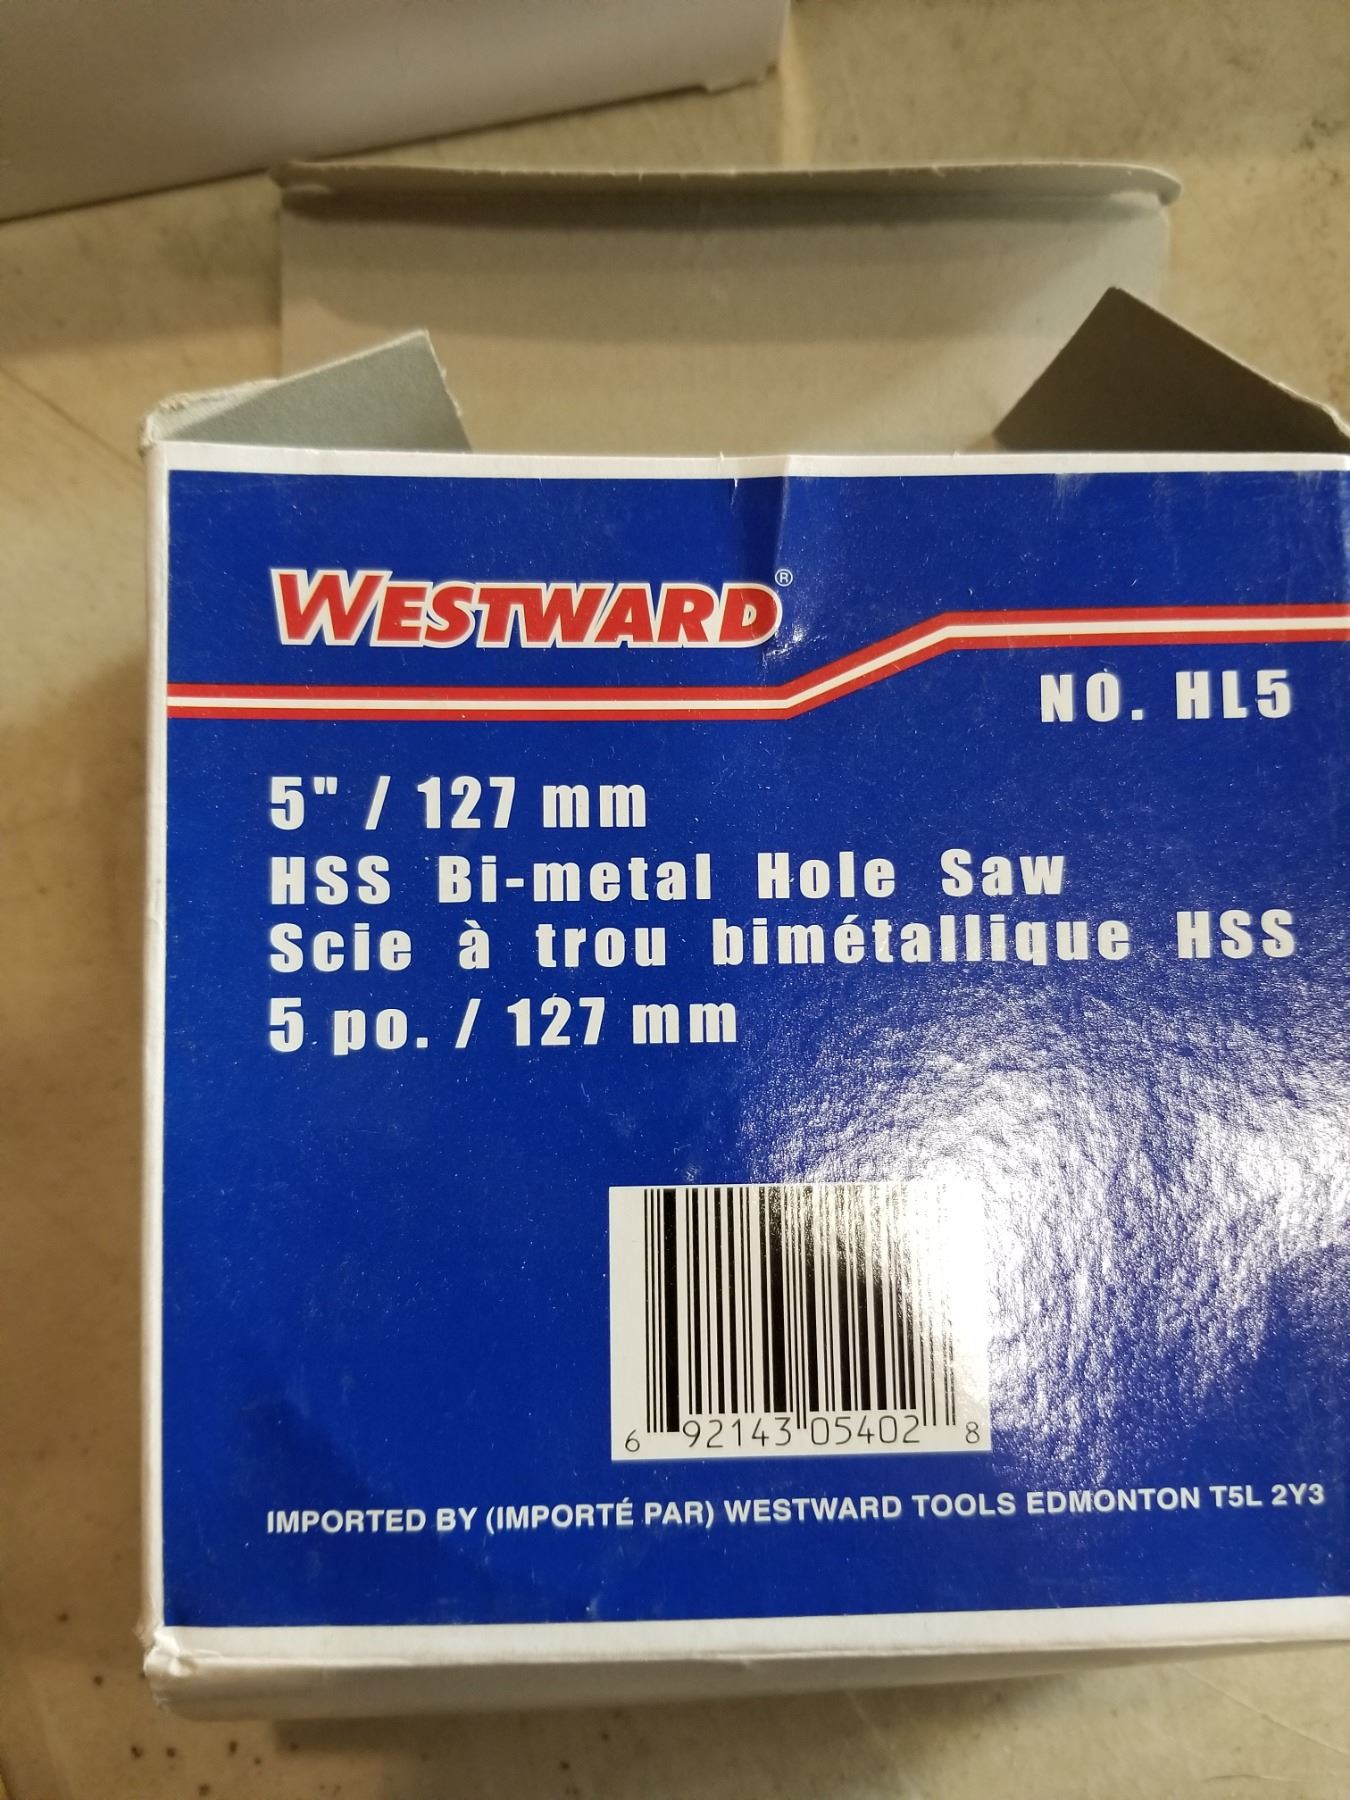 WESTWARD®
NO. HL5
5" / 127 mm
HSS Bi-metal Hole Saw
Scie à trou bimétallique HSS
5 po. / 127 mm
6 92143 05402 8
IMPORTED BY (IMPORTÉ PAR) WESTWARD TOOLS EDMONTON T5L 2Y3